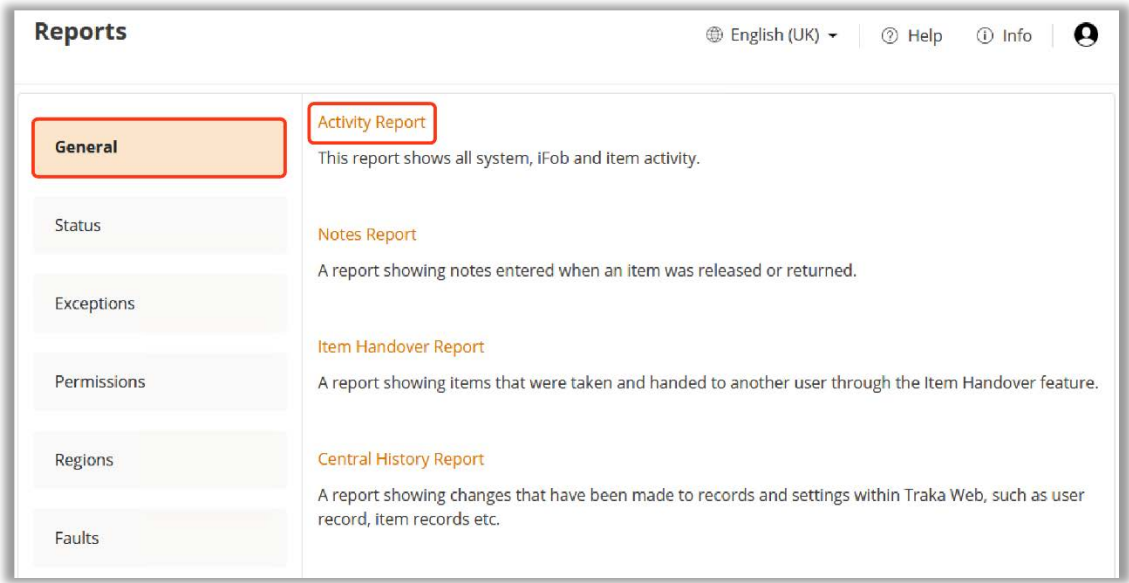 Reports
English (UK)
Help
Info
General
Status
Exceptions
Permissions
Regions
Faults
Activity Report
This report shows all system, iFob and item activity.
Notes Report
A report showing notes entered when an item was released or returned.
Item Handover Report
A report showing items that were taken and handed to another user through the Item Handover feature.
Central History Report
A report showing changes that have been made to records and settings within Traka Web, such as user
record, item records etc.